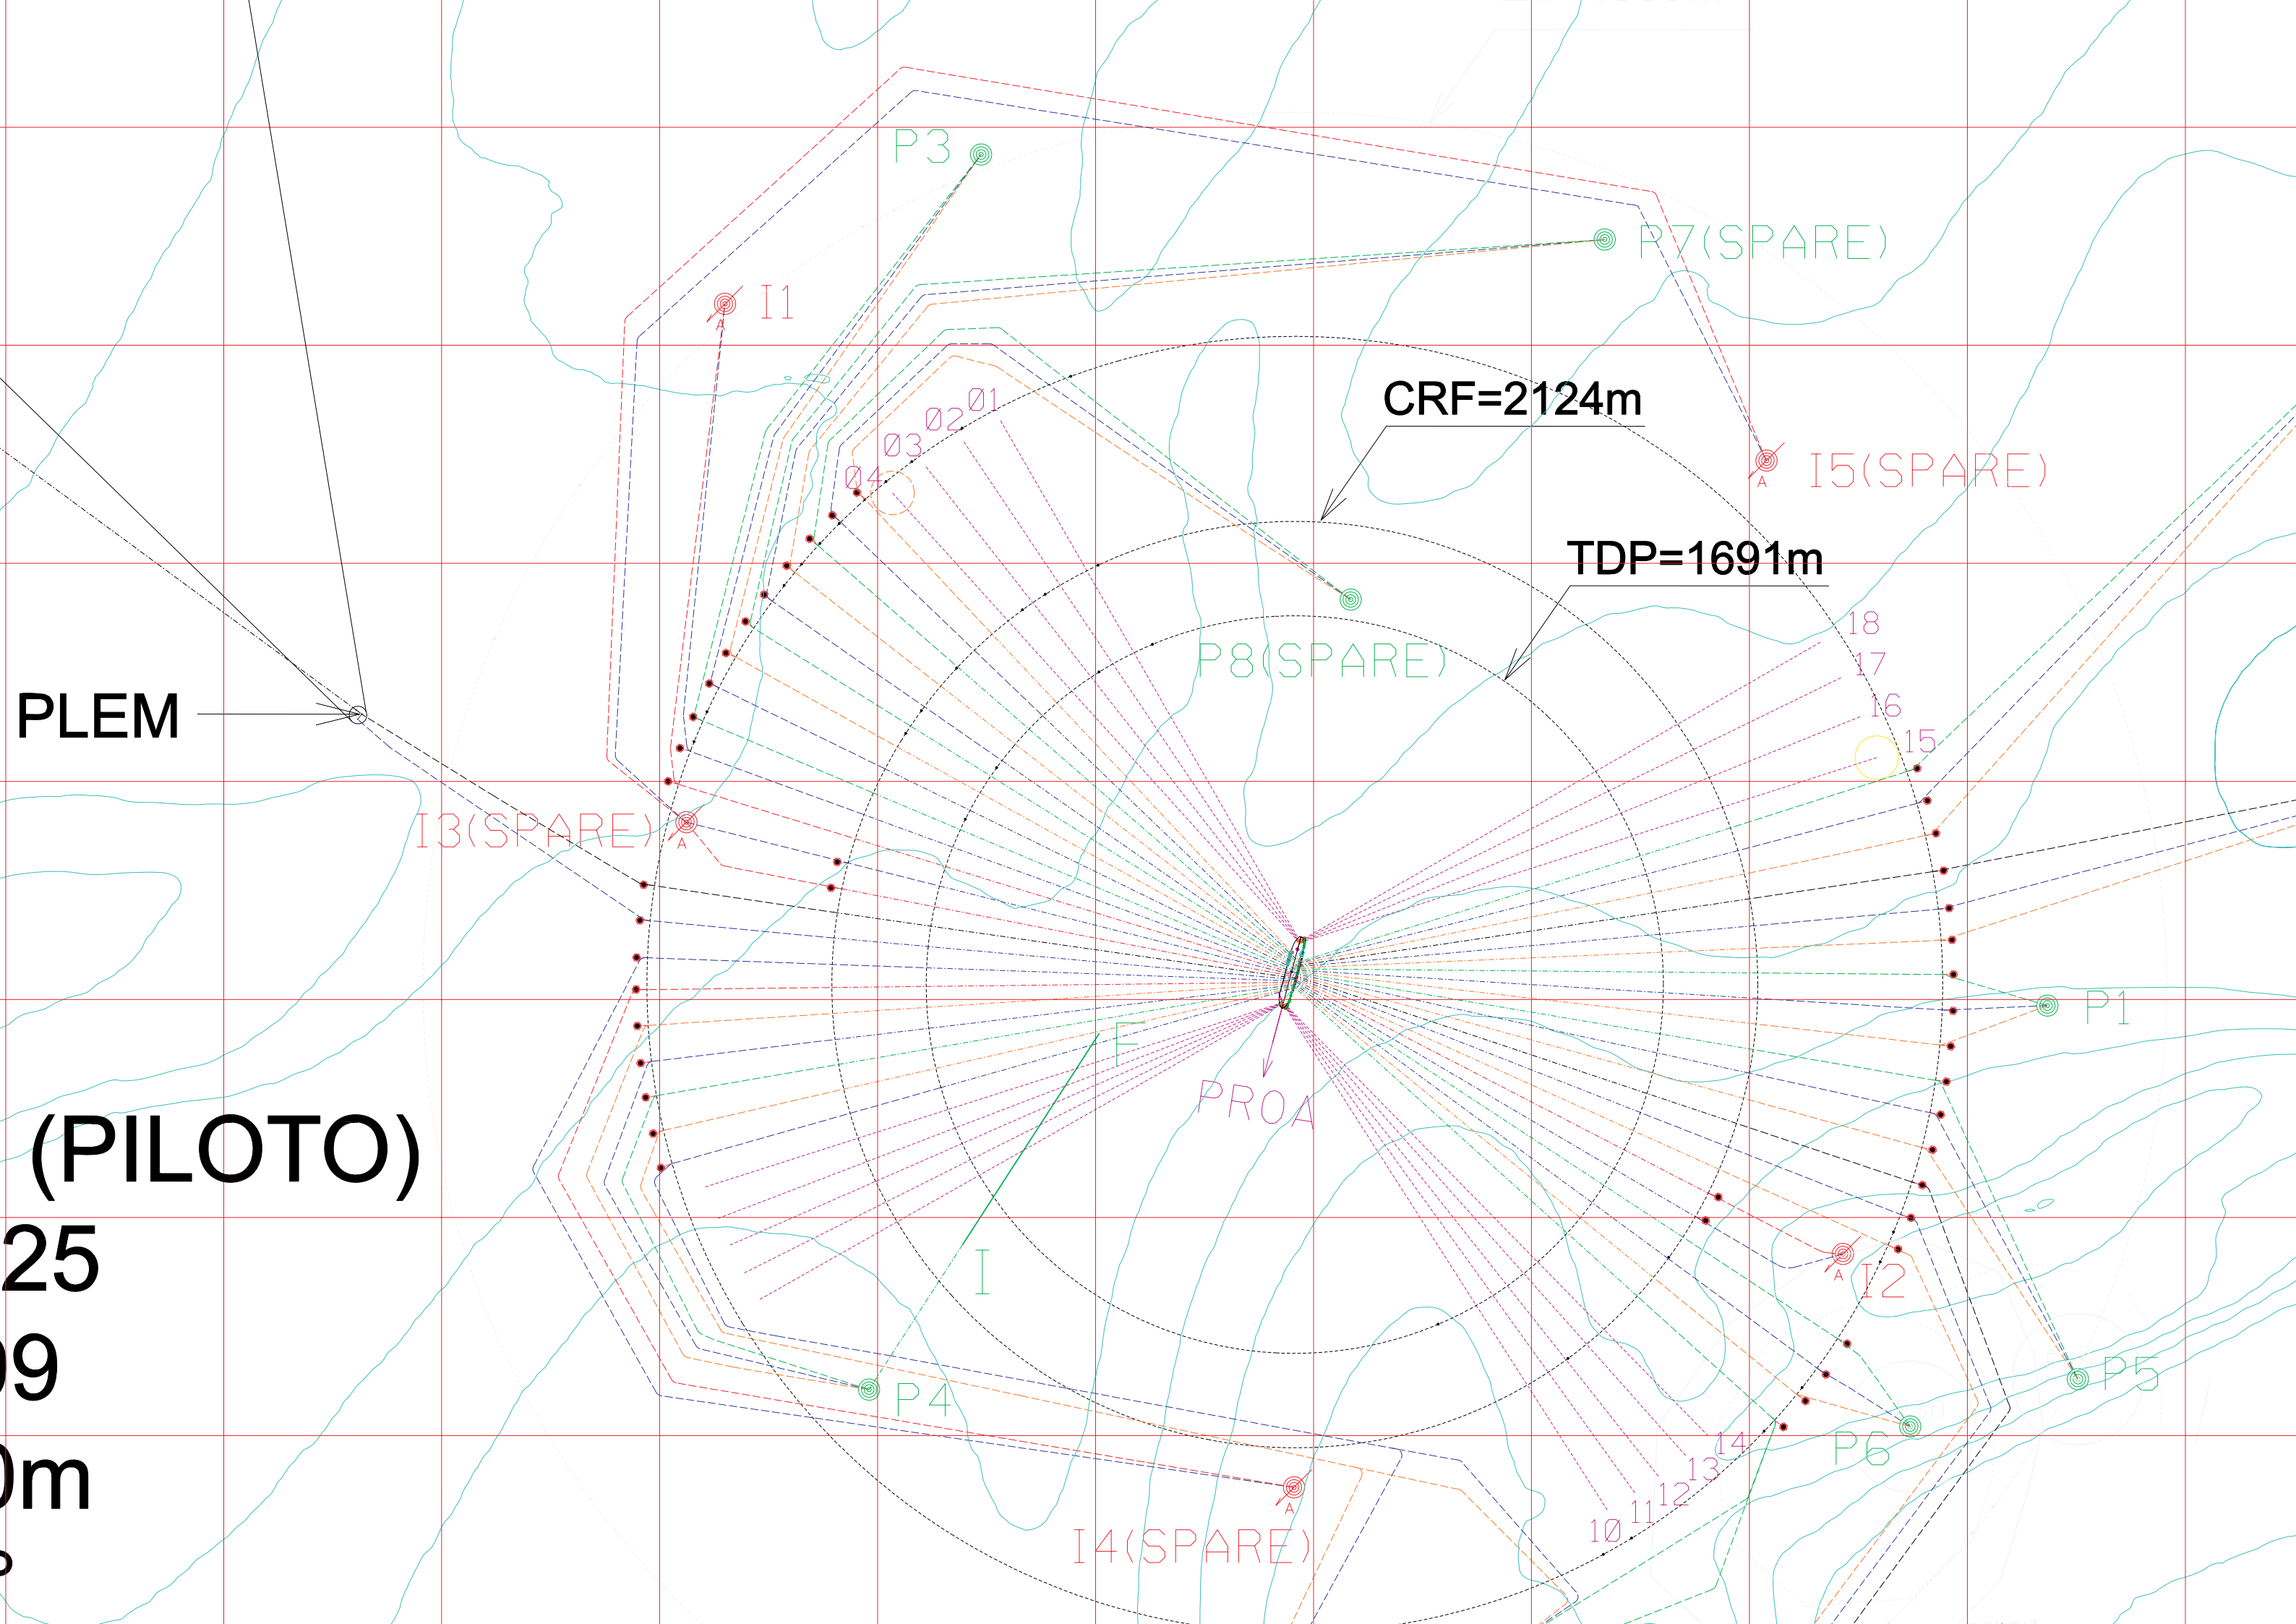 P3
P7(SPARE)
I1
CRF=2124m
01
02
03
04
I5(SPARE)
A
A
TDP=1691m
18
17
16
15
P8(SPARE)
PLEM
I3(SPARE)
A
P1
F
PROA
(PILOTO)
25
I
A
I2
P5
P4
P6
14
13
12
11
10
A
I4(SPARE)